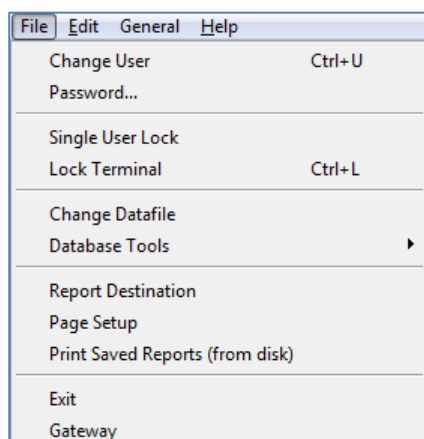 File Edit General Help
Change User Ctrl+U
Password...
Single User Lock
Lock Terminal Ctrl+L
Change Datafile
Database Tools
Report Destination
Page Setup
Print Saved Reports (from disk)
Exit
Gateway